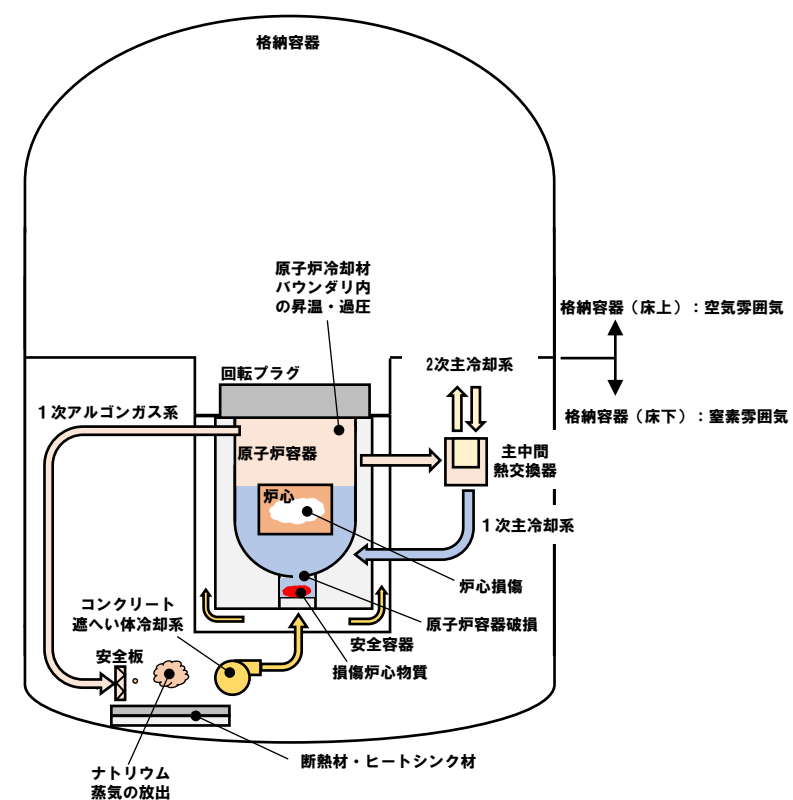 格納容器
原子炉冷却材
バウンダリ内
の昇温・過圧
格納容器（床上）：空気雰囲気
回転プラグ
2次主冷却系
１次アルゴンガス系
格納容器（床下）：窒素雰囲気
原子炉容器
主中間
熱交換器
炉心
１次主冷却系
炉心損傷
コンクリート
遮へい体冷却系
原子炉容器破損
安全容器
安全板
損傷炉心物質
断熱材・ヒートシンク材
ナトリウム
蒸気の放出